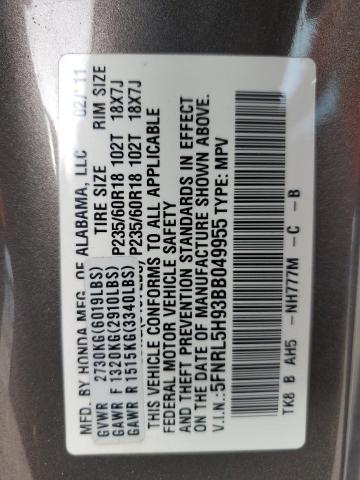 MFD. BY HONDA MFG. OF ALABAMA, LLC 02/ 11
TIRE SIZE RIM SIZE
GVWR 2730KG(6019LBS)
GAWR F 1320KG(2910LBS) P235/60R18 102T 18X7J
GAWR R 1515KG(3340LBS) P235/60R18 102T 18X7J
THIS VEHICLE CONFORMS TO ALL APPLICABLE
FEDERAL MOTOR VEHICLE SAFETY
AND THEFT PREVENTION STANDARDS IN EFFECT
ON THE DATE OF MANUFACTURE SHOWN ABOVE.
V.I.N.:5FNRL5H93BB049955 TYPE: MPV
TK8 B AH5 - NH777M - C - B